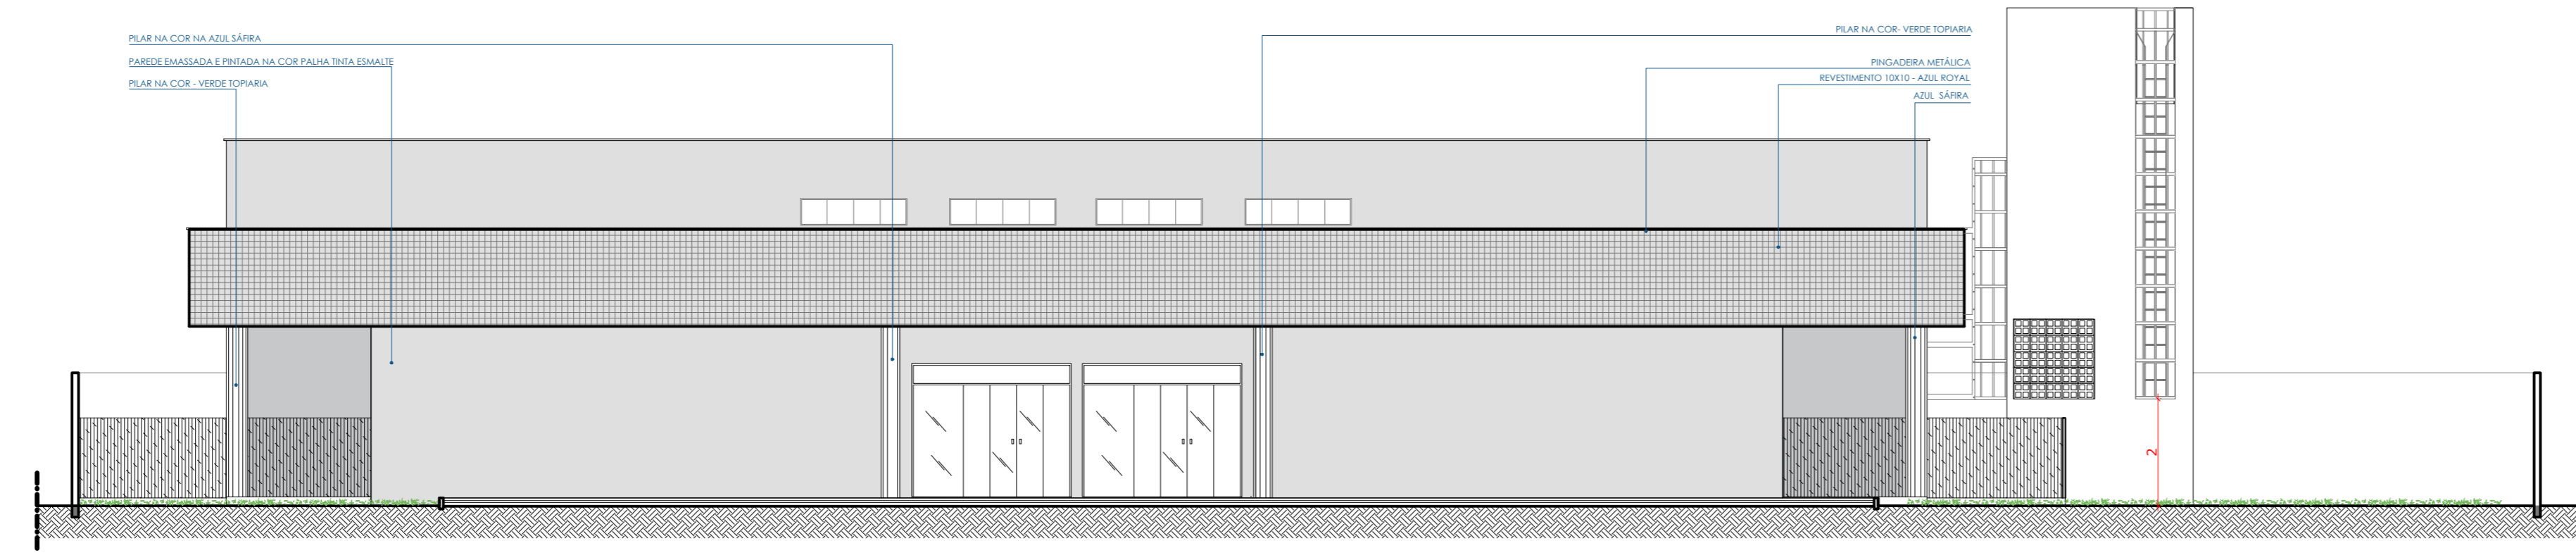 PILAR NA COR NA AZUL SÁFIRA
PAREDE EMASSADA E PINTADA NA COR PALHA TINTA ESMALTE
PILAR NA COR - VERDE TOPIARIA
PILAR NA COR- VERDE TOPIARIA
PINGADEIRA METÁLICA
REVESTIMENTO 10X10 - AZUL ROYAL
AZUL SÁFIRA
2